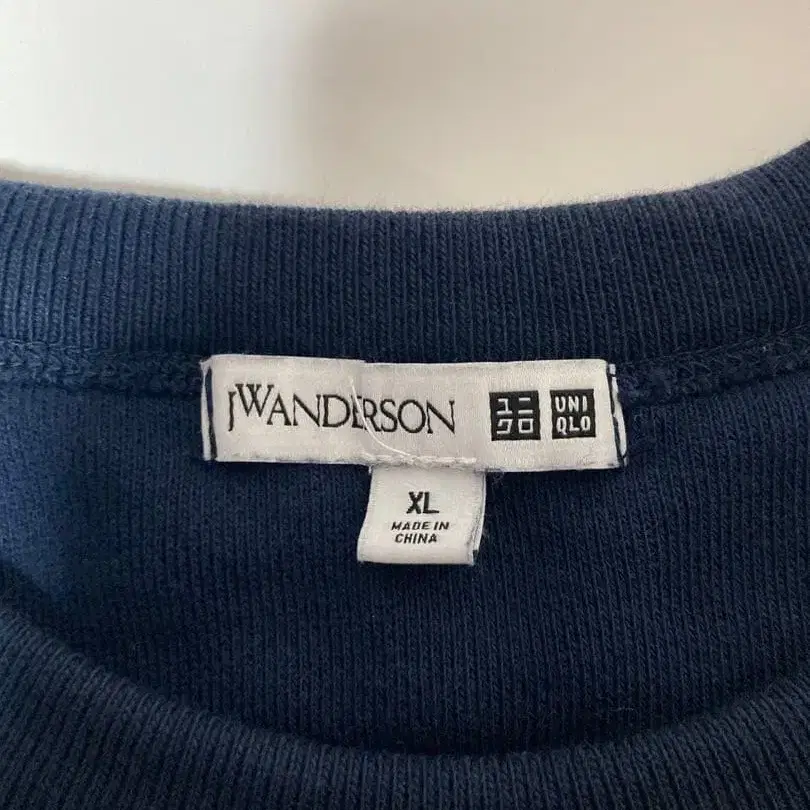 JWANDERSON
ユニ
クロ
UNI
QLO
XL
MADE IN
CHINA